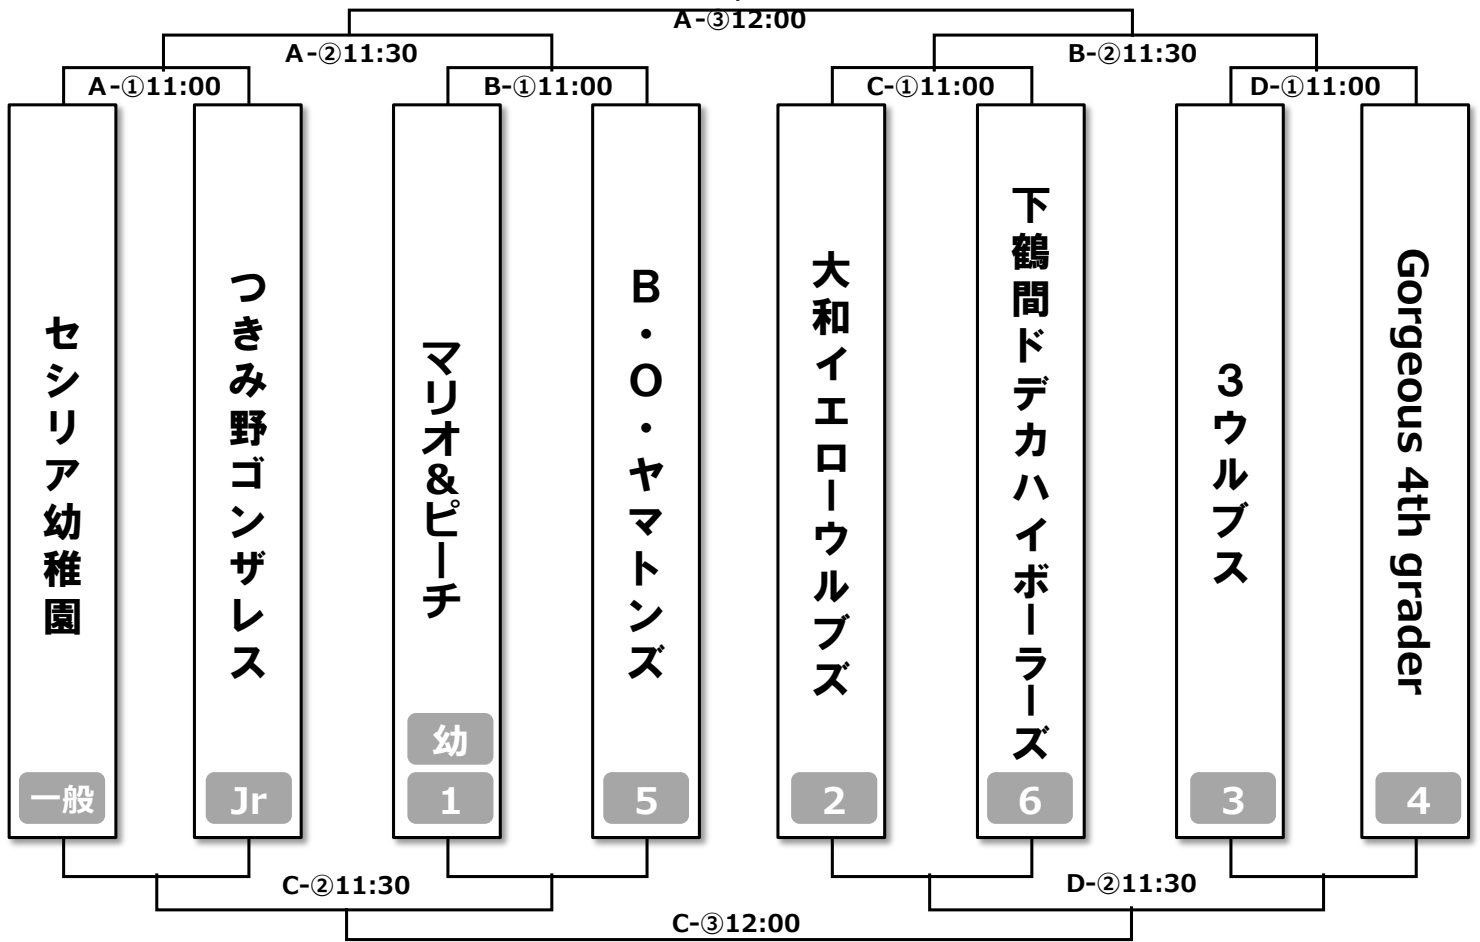 A-③12:00
A-②11:30
B-②11:30
A-①11:00
B-①11:00
C-①11:00
D-①11:00
セシリア幼稚園
一般
つきみ野ゴンザレス
Jr
マリオ&ピーチ
幼
1
B・O・ヤマトンズ
5
大和イエローウルブズ
2
下鶴間ドデカハイボーラーズ
6
3ウルブス
3
Gorgeous 4th grader
4
C-②11:30
D-②11:30
C-③12:00